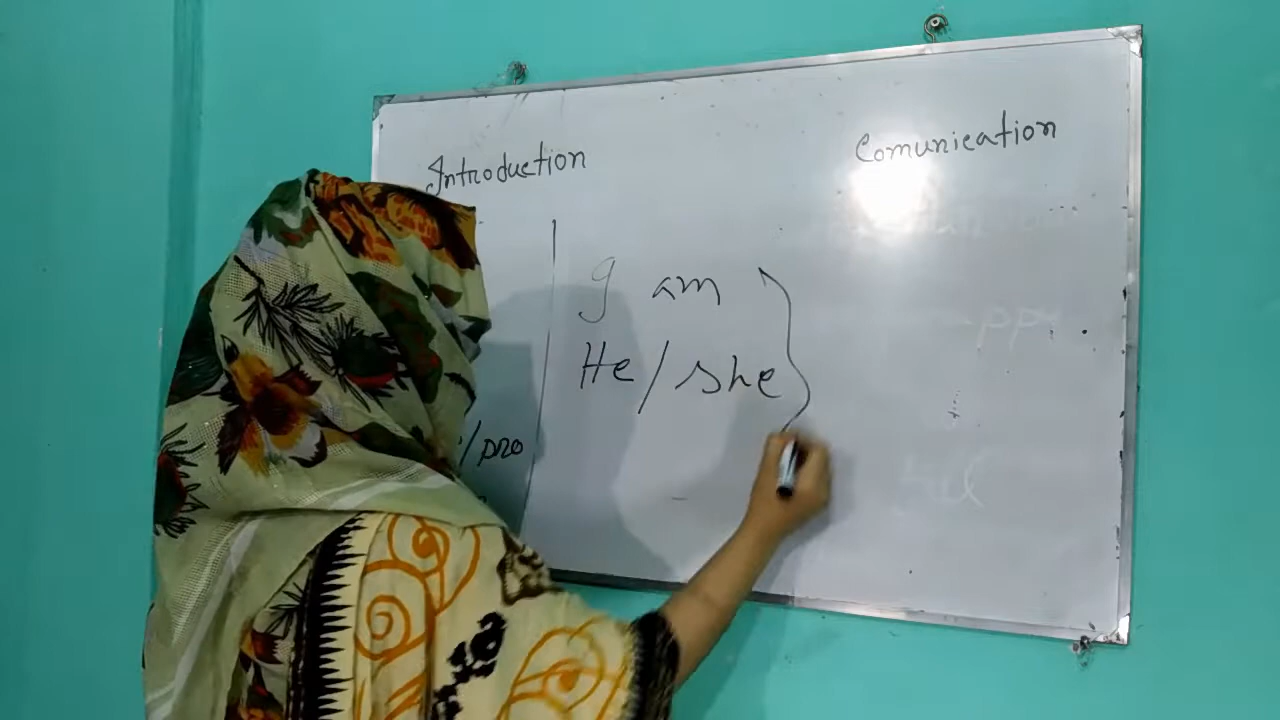 Introduction
Comunication
I am
He/she
/pro